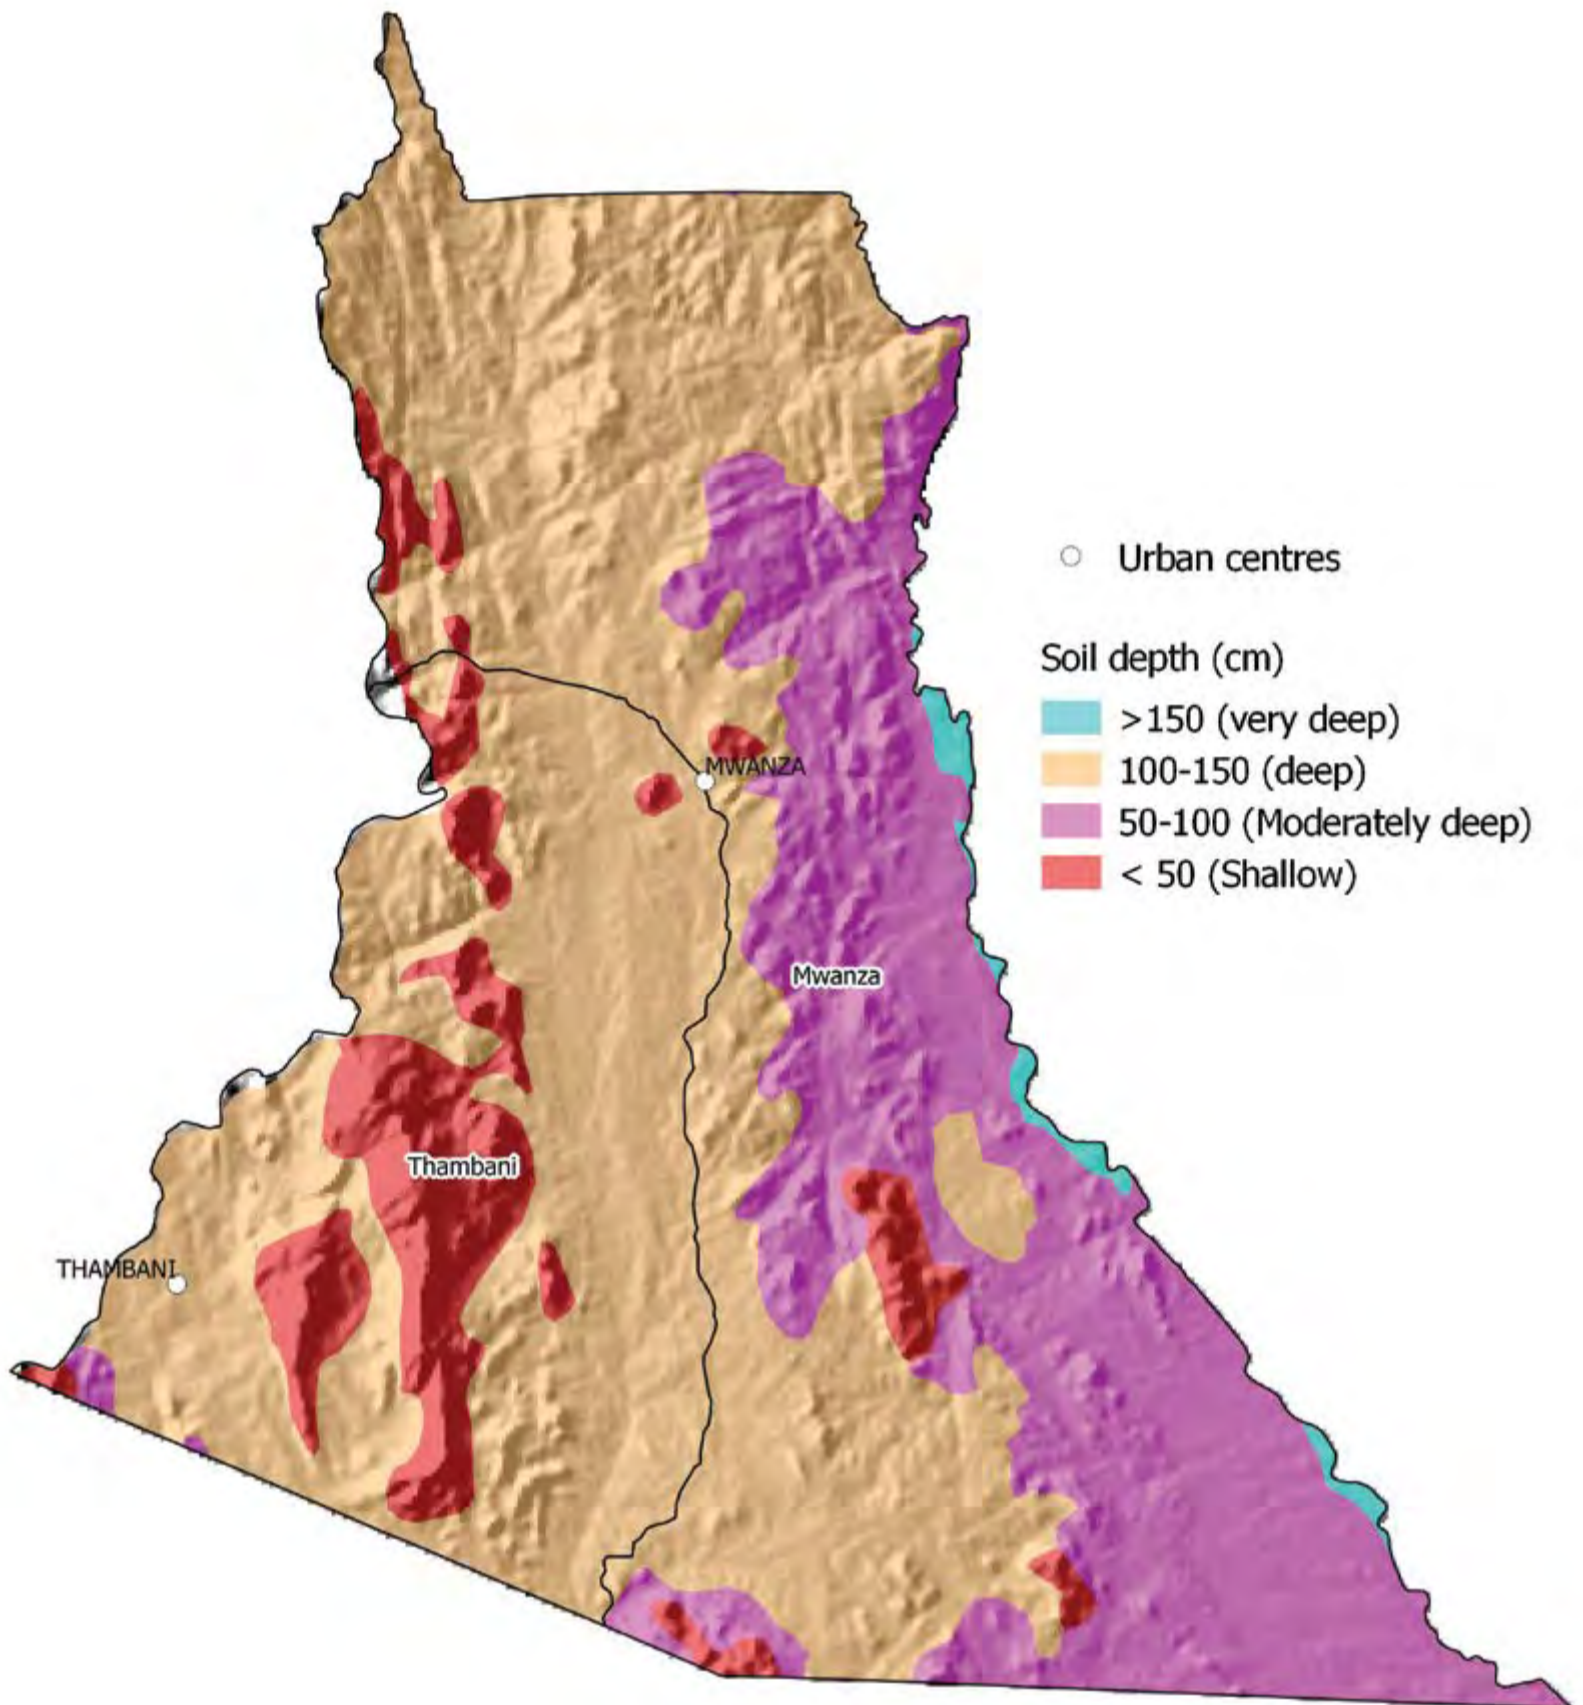 Urban centres
Soil depth (cm)
>150 (very deep)
100-150 (deep)
50-100 (Moderately deep)
< 50 (Shallow)
MWANZA
Mwanza
Thambani
THAMBANI